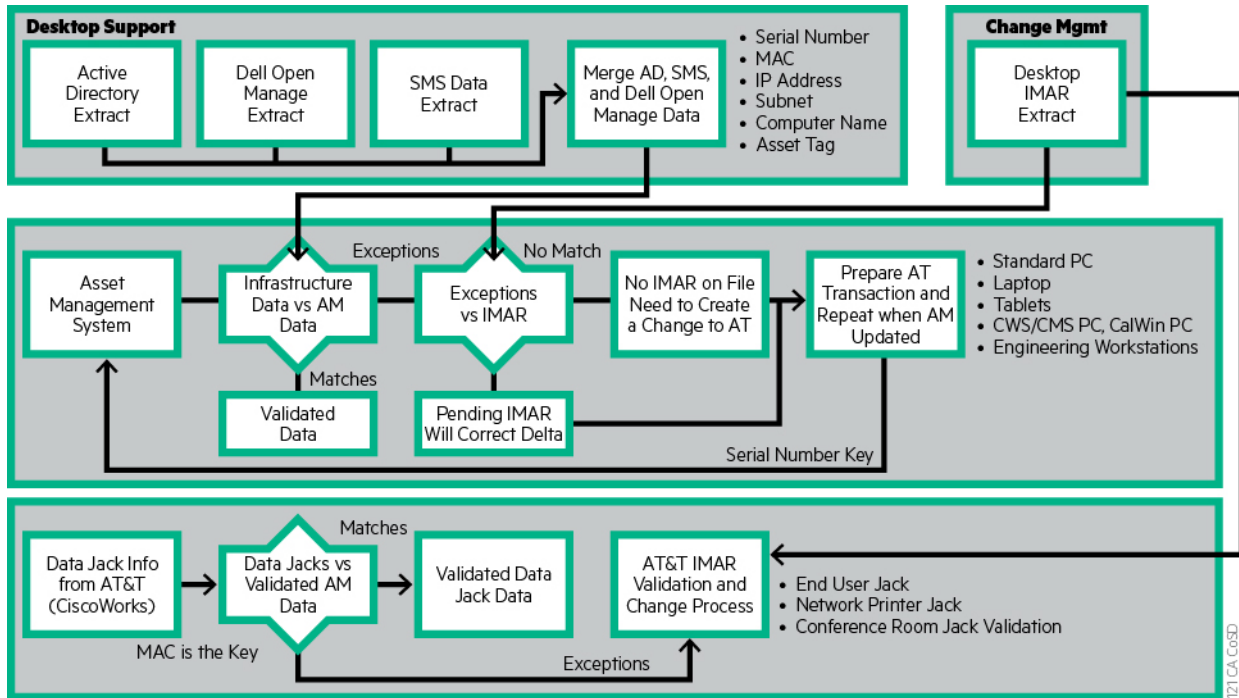 Desktop Support
Active
Directory
Extract
Dell Open
Manage
Extract
SMS Data
Extract
Merge AD, SMS,
and Dell Open
Manage Data
• Serial Number
• MAC
• IP Address
• Subnet
• Computer Name
• Asset Tag
Change Mgmt
Desktop
IMAR
Extract
Asset
Management
System
Infrastructure
Data vs AM
Data
Exceptions
Matches
Validated
Data
Exceptions
vs IMAR
No Match
Pending IMAR
Will Correct Delta
No IMAR on File
Need to Create
a Change to AT
Prepare AT
Transaction and
Repeat when AM
Updated
• Standard PC
• Laptop
• Tablets
• CWS/CMS PC, CalWin PC
• Engineering Workstations
Serial Number Key
Data Jack Info
from AT&T
(CiscoWorks)
Data Jacks vs
Validated AM
Data
Matches
MAC is the Key
Validated Data
Jack Data
Exceptions
AT&T IMAR
Validation and
Change Process
• End User Jack
• Network Printer Jack
• Conference Room Jack Validation
121 CA CoSD